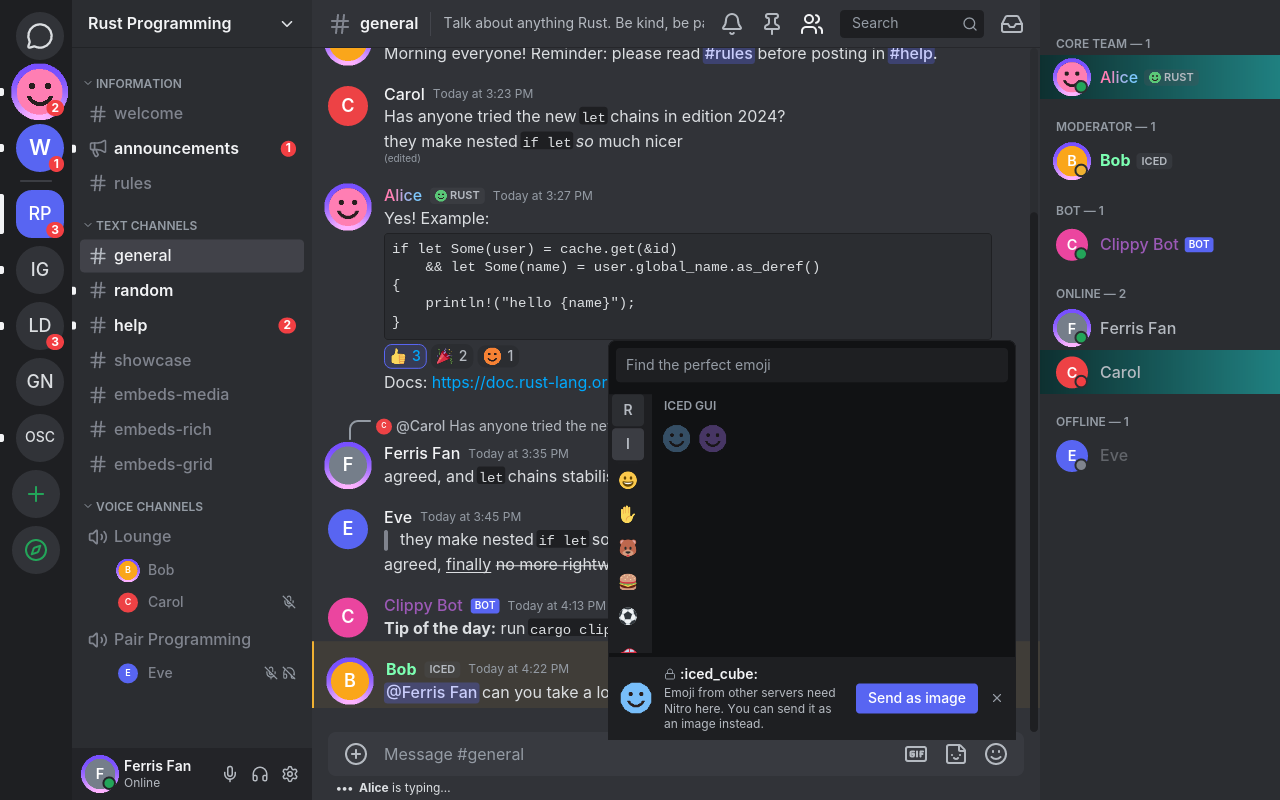 2
W
1
RP
3
IG
LD
3
GN
OSC
Rust Programming
INFORMATION
welcome
announcements 1
rules
TEXT CHANNELS
general
random
help 2
showcase
embeds-media
embeds-rich
embeds-grid
VOICE CHANNELS
Lounge
B Bob
C Carol
Pair Programming
E Eve
F Ferris Fan
Online
# general
Talk about anything Rust. Be kind, be pa
Search
Morning everyone! Reminder: please read #rules before posting in #help.
C Carol Today at 3:23 PM
Has anyone tried the new let chains in edition 2024?
they make nested if let so much nicer
(edited)
Alice RUST Today at 3:27 PM
Yes! Example:
if let Some(user) = cache.get(&id)
&& let Some(name) = user.global_name.as_deref()
{
println!("hello {name}");
}
3 2 1
Docs: https://doc.rust-lang.or
C @Carol Has anyone tried the ne
F Ferris Fan Today at 3:35 PM
agreed, and let chains stabilis
E Eve Today at 3:45 PM
they make nested if let so
agreed, finally no more rightw
C Clippy Bot BOT Today at 4:13 PM
Tip of the day: run cargo clip
B Bob ICED Today at 4:22 PM
@Ferris Fan can you take a lo
Message #general
GIF
Alice is typing...
Find the perfect emoji
R
I
ICED GUI
:iced_cube:
Emoji from other servers need
Nitro here. You can send it as
an image instead.
Send as image
CORE TEAM — 1
Alice RUST
MODERATOR — 1
B Bob ICED
BOT — 1
C Clippy Bot BOT
ONLINE — 2
F Ferris Fan
C Carol
OFFLINE — 1
E Eve